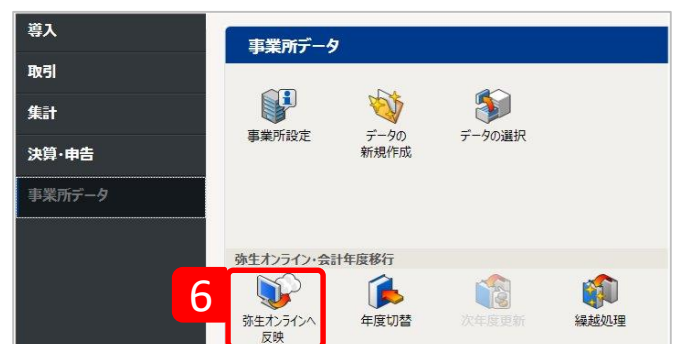 導入
取引
集計
決算・申告
事業所データ
事業所データ
事業所設定
データの
新規作成
データの選択
弥生オンライン・会計年度移行
6
弥生オンラインへ
反映
年度切替
次年度更新
繰越処理